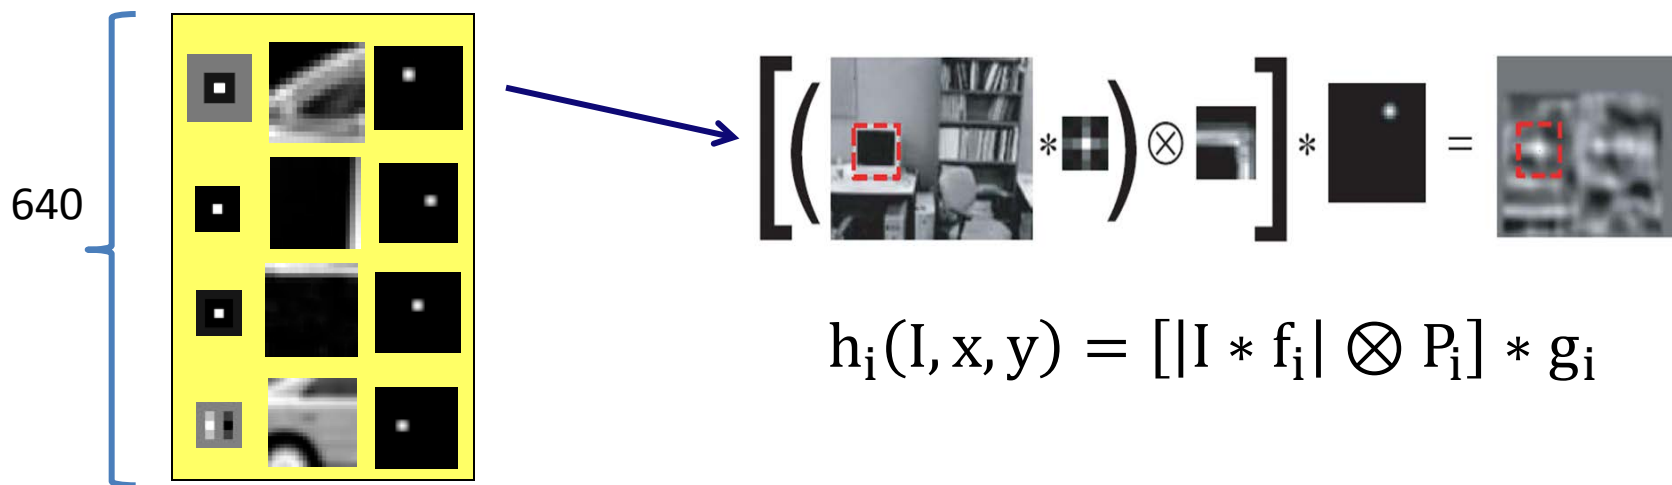 640
[( * ) ⊗ ] * =
hᵢ(I, x, y) = [|I ∗ fᵢ| ⊗ Pᵢ] ∗ gᵢ